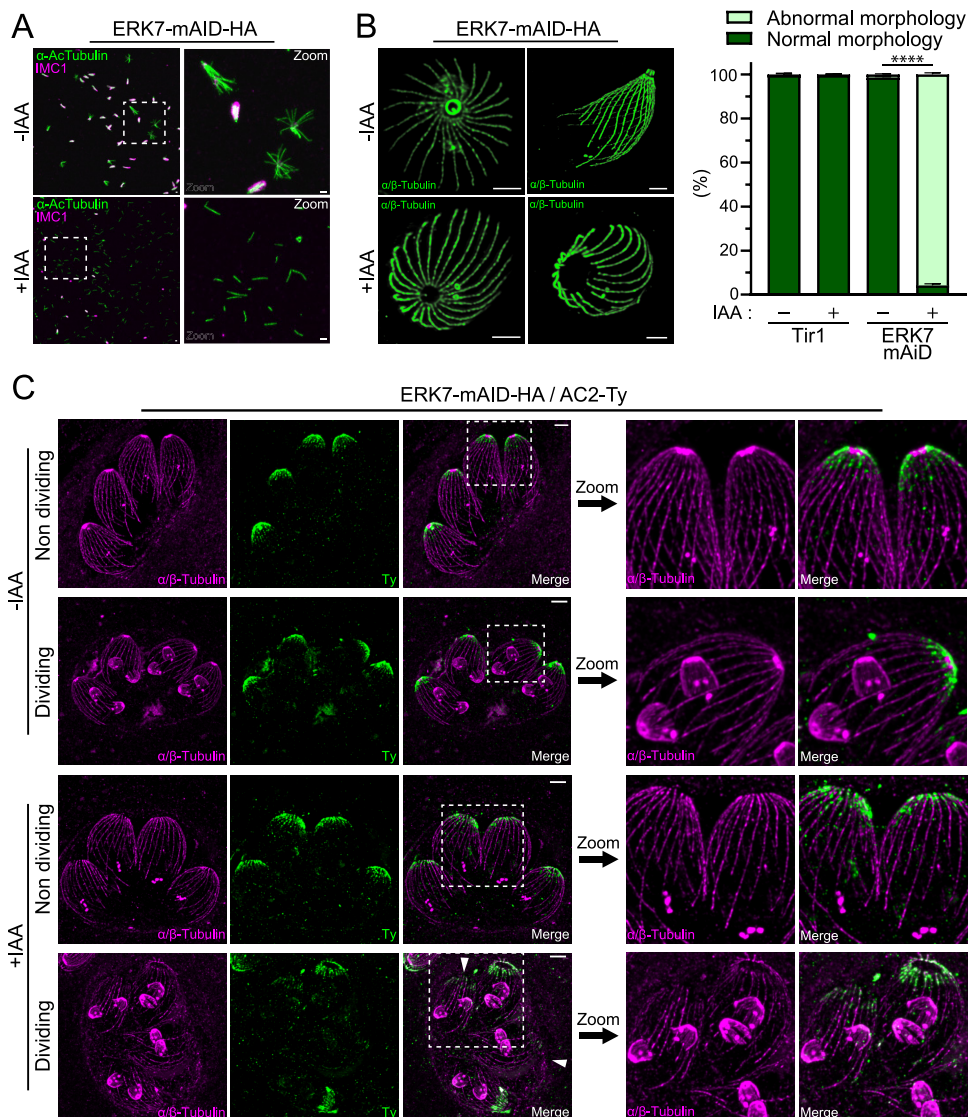 A
ERK7-mAID-HA
α-AcTubulin
IMC1
Zoom
Zoom
-IAA
α-AcTubulin
IMC1
Zoom
Zoom
+IAA
B
ERK7-mAID-HA
-IAA
α/β-Tubulin
α/β-Tubulin
+IAA
α/β-Tubulin
α/β-Tubulin
Abnormal morphology
Normal morphology
****
100
80
60
40
20
0
(%)
IAA : − + − +
Tir1
ERK7
mAiD
C
ERK7-mAID-HA / AC2-Ty
-IAA
Non dividing
α/β-Tubulin
Ty
Merge
Zoom
α/β-Tubulin
Merge
Dividing
α/β-Tubulin
Ty
Merge
Zoom
α/β-Tubulin
Merge
+IAA
Non dividing
α/β-Tubulin
Ty
Merge
Zoom
α/β-Tubulin
Merge
Dividing
α/β-Tubulin
Ty
Merge
Zoom
α/β-Tubulin
Merge